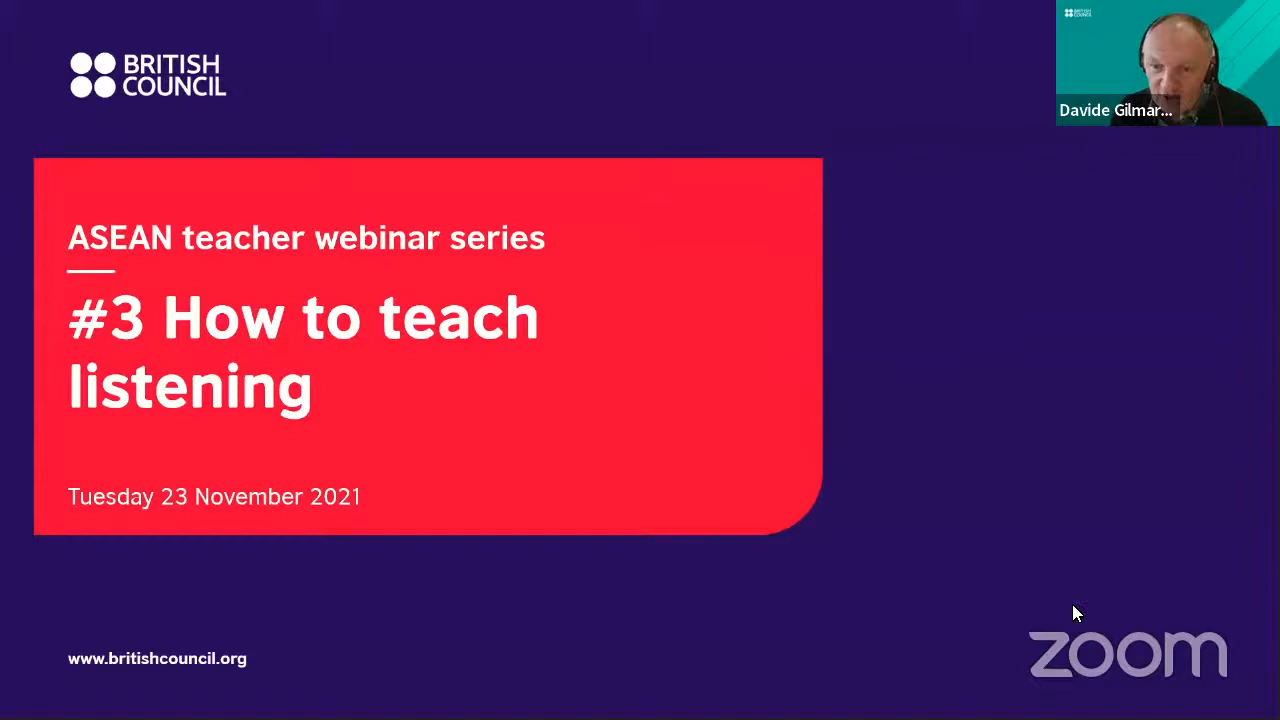 BRITISH
COUNCIL
Davide Gilmar...
ASEAN teacher webinar series
#3 How to teach
listening
Tuesday 23 November 2021
www.britishcouncil.org
zoom